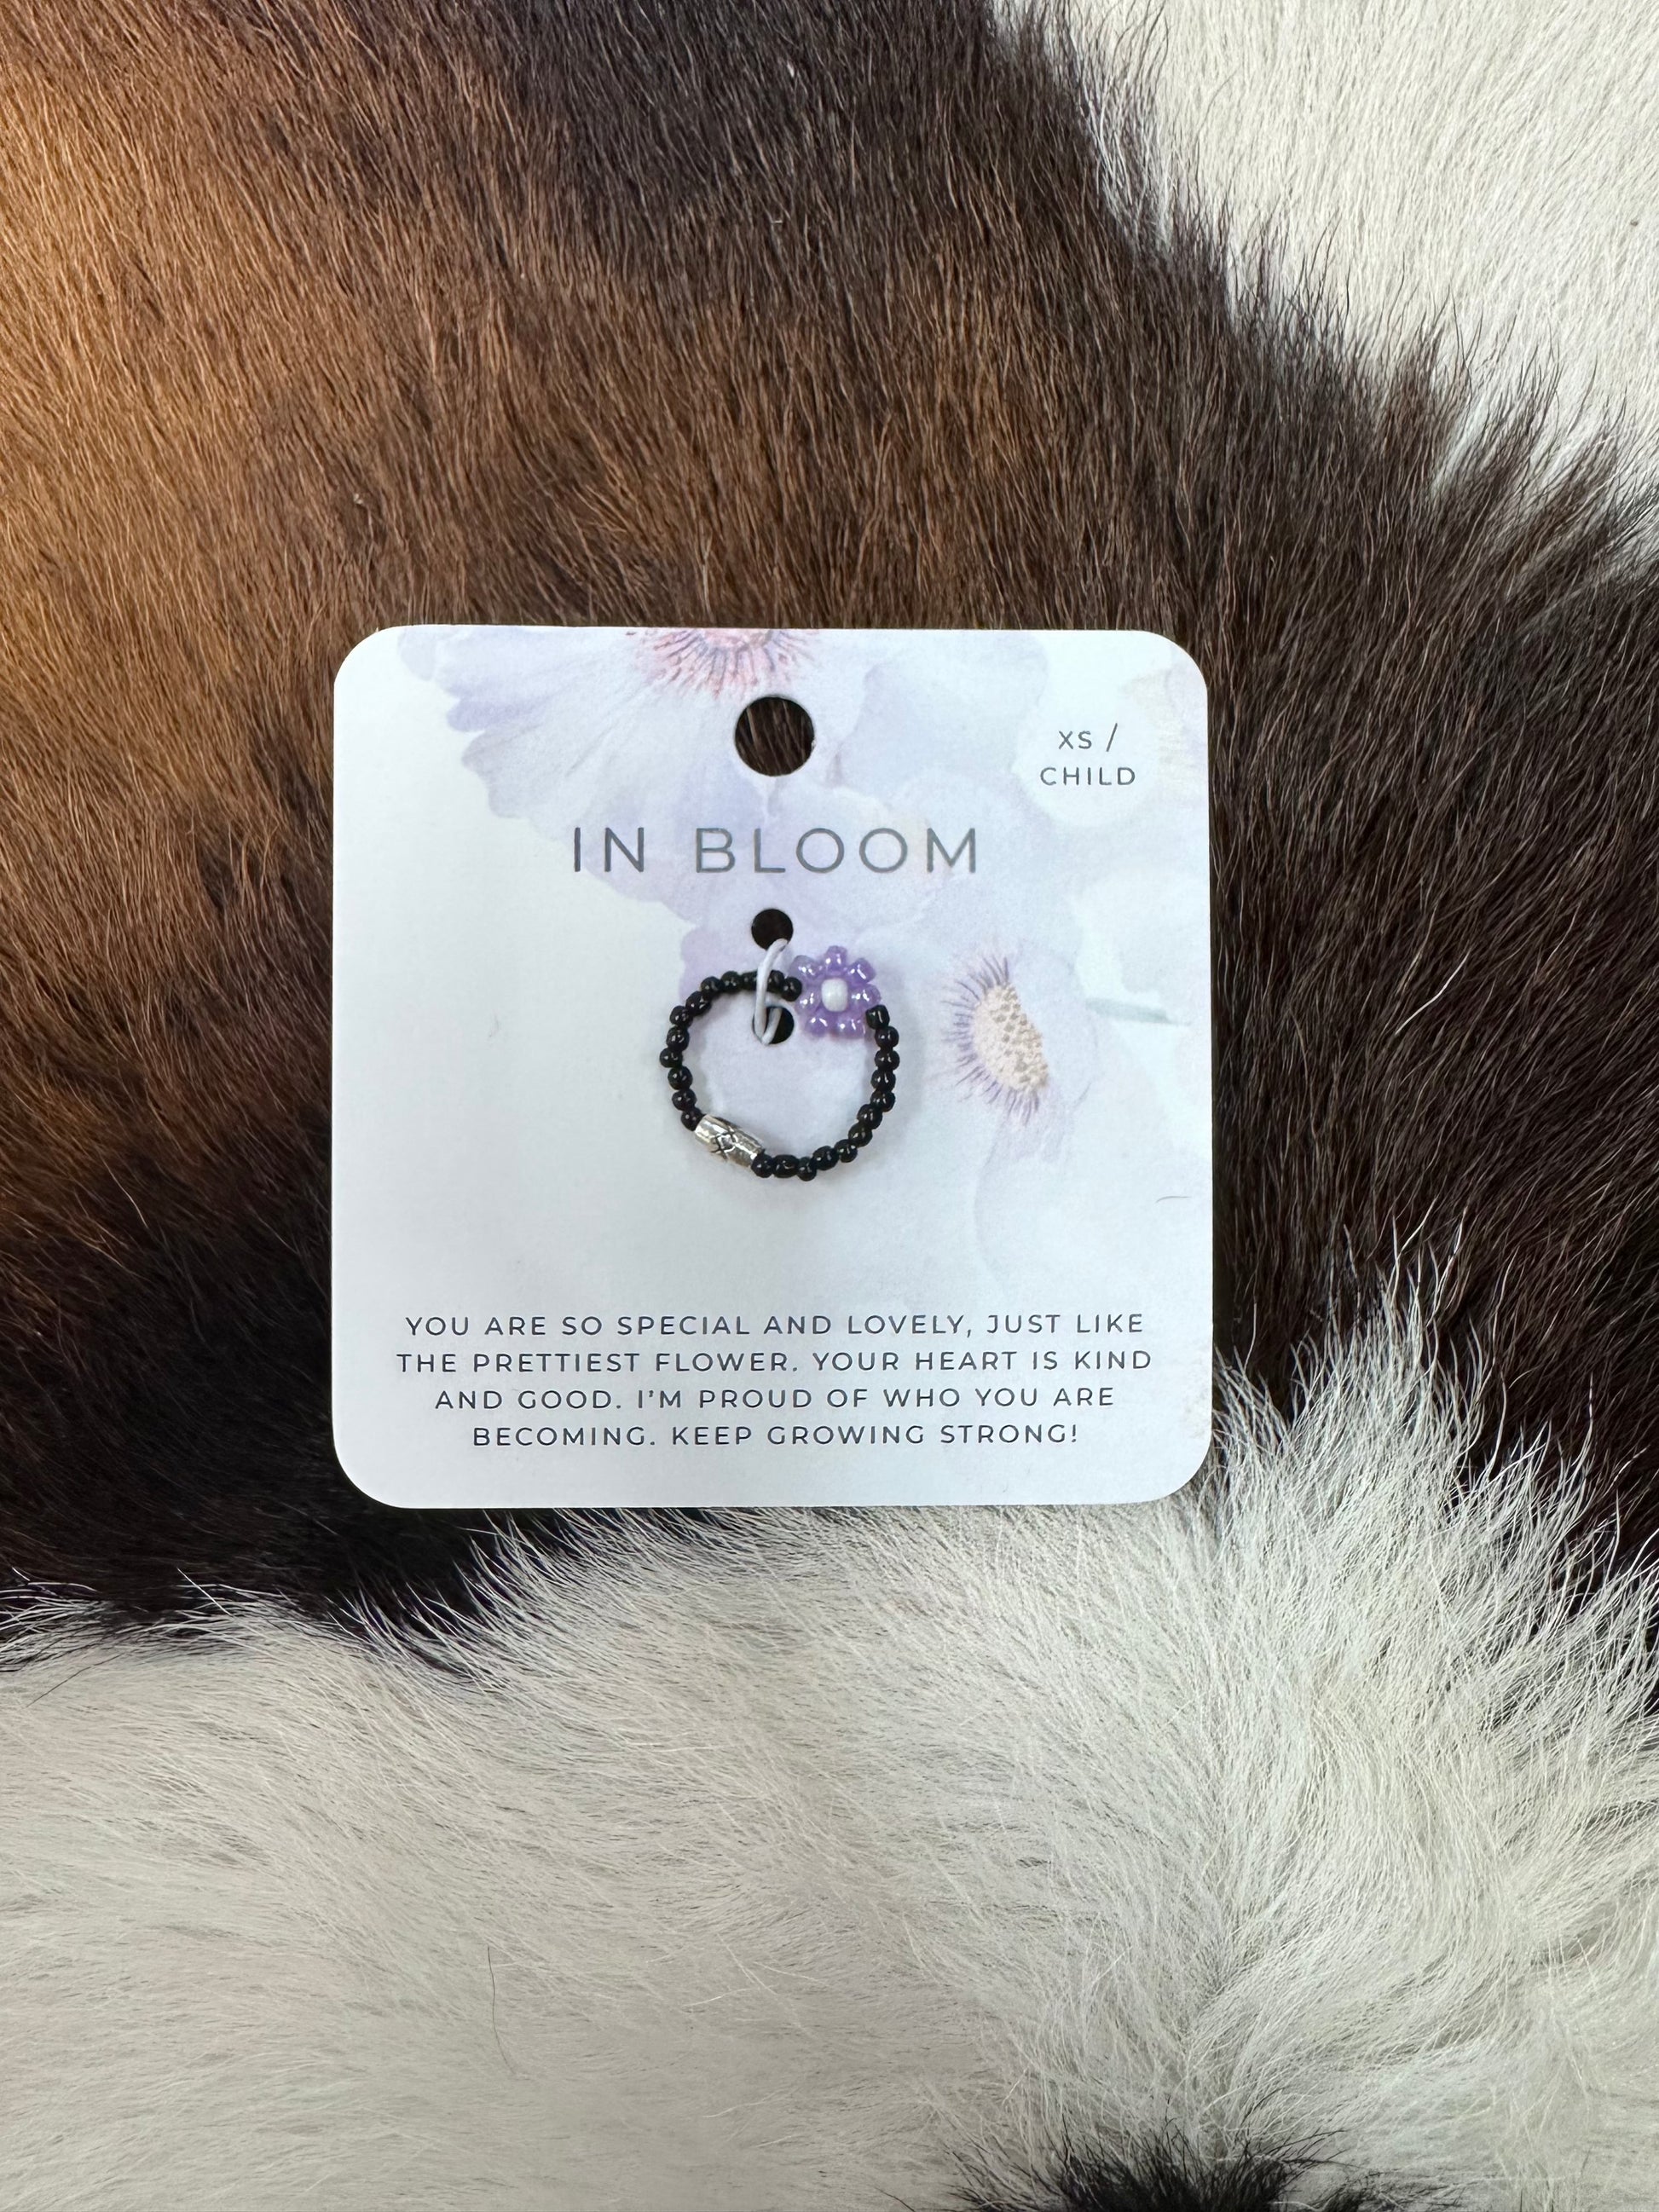 XS /
CHILD
IN BLOOM
YOU ARE SO SPECIAL AND LOVELY, JUST LIKE
THE PRETTIEST FLOWER. YOUR HEART IS KIND
AND GOOD. I'M PROUD OF WHO YOU ARE
BECOMING. KEEP GROWING STRONG!